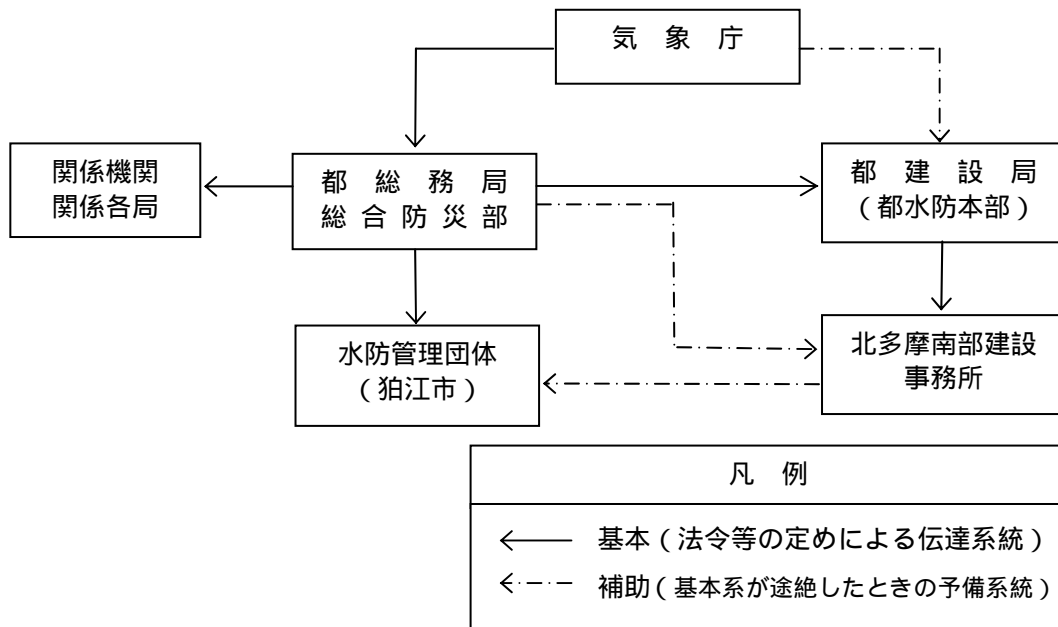 気 象 庁
関係機関
関係各局
都 総 務 局
総 合 防 災 部
都 建 設 局
（都水防本部）
水防管理団体
（狛江市）
北多摩南部建設
事務所
凡 例
基本（法令等の定めによる伝達系統）
補助（基本系が途絶したときの予備系統）